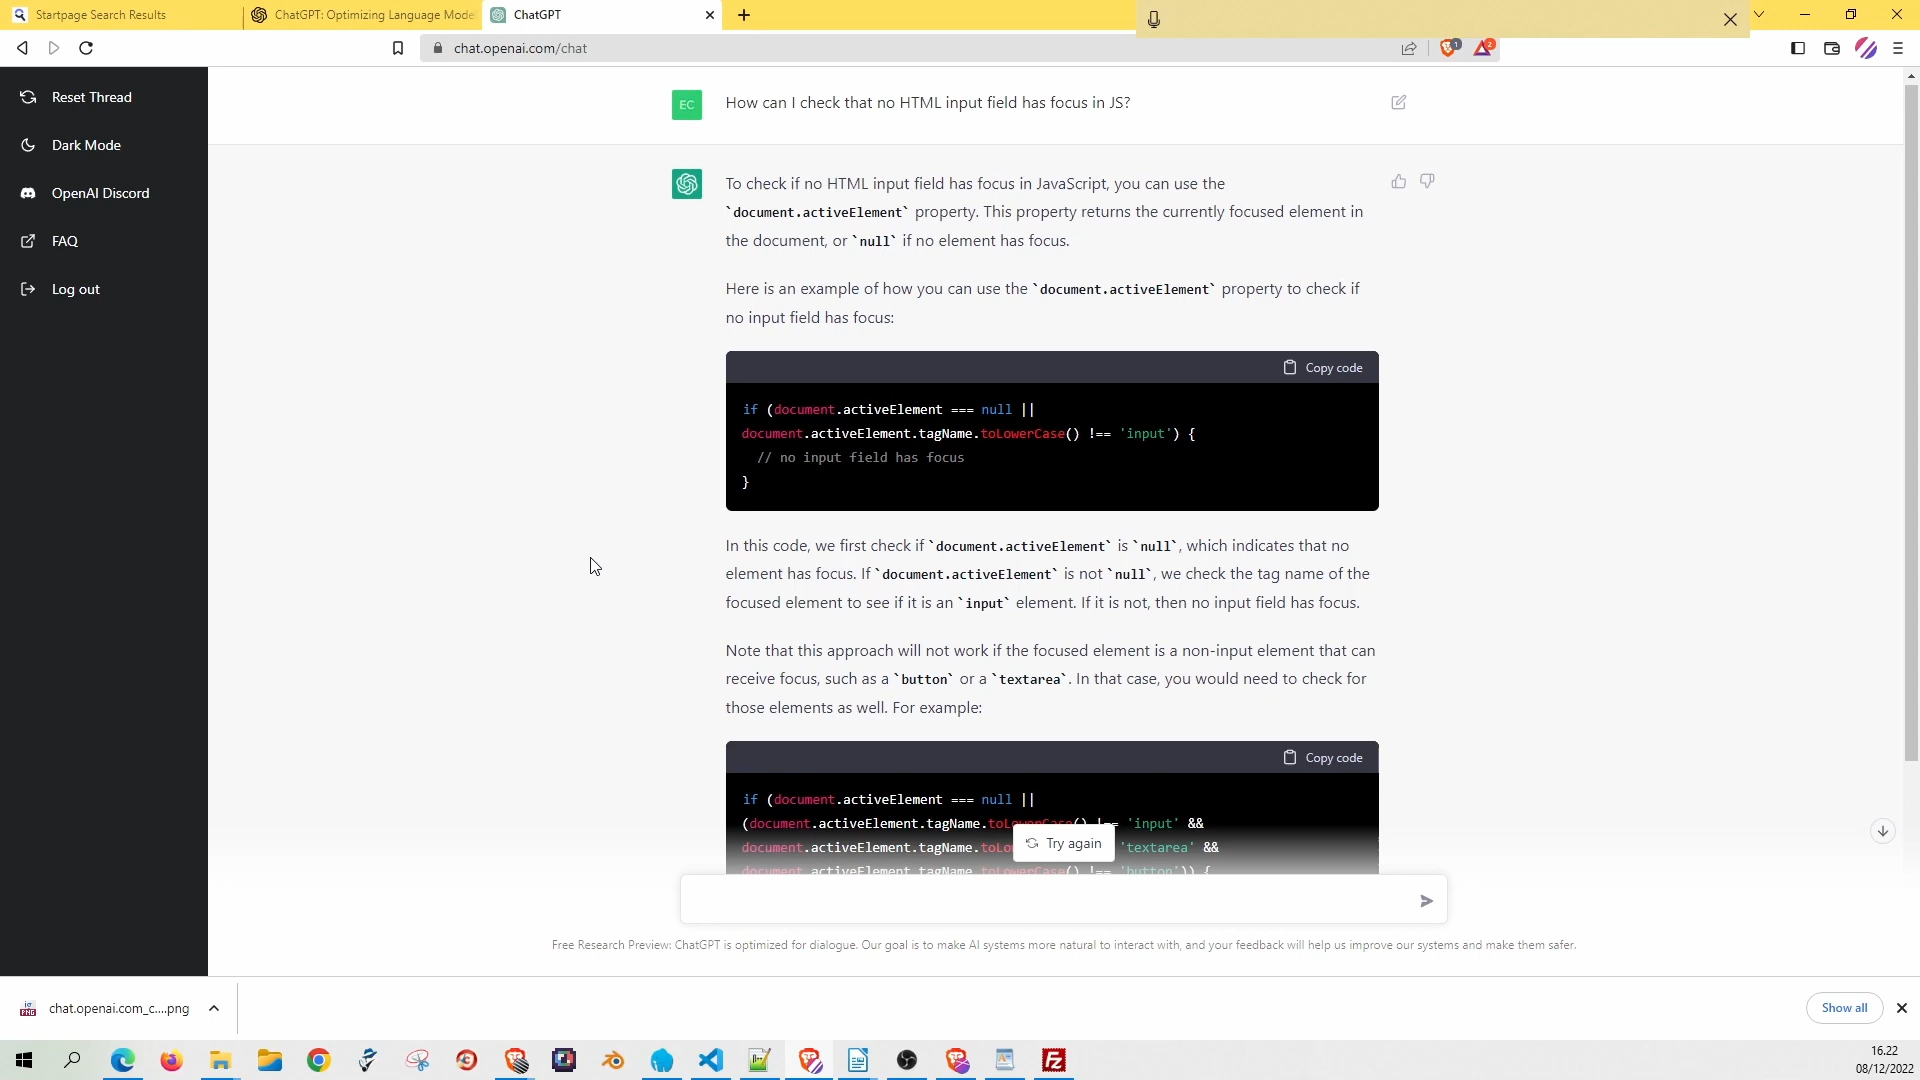 Startpage Search Results
ChatGPT: Optimizing Language Mode
ChatGPT
chat.openai.com/chat
1
2
Reset Thread
Dark Mode
OpenAI Discord
FAQ
Log out
EC
How can I check that no HTML input field has focus in JS?
To check if no HTML input field has focus in JavaScript, you can use the
`document.activeElement` property. This property returns the currently focused element in
the document, or `null` if no element has focus.
Here is an example of how you can use the `document.activeElement` property to check if
no input field has focus:
Copy code
if (document.activeElement === null ||
document.activeElement.tagName.toLowerCase() !== 'input') {
// no input field has focus
}
In this code, we first check if `document.activeElement` is `null`, which indicates that no
element has focus. If `document.activeElement` is not `null`, we check the tag name of the
focused element to see if it is an `input` element. If it is not, then no input field has focus.
Note that this approach will not work if the focused element is a non-input element that can
receive focus, such as a `button` or a `textarea`. In that case, you would need to check for
those elements as well. For example:
Copy code
if (document.activeElement === null ||
(document.activeElement.tagName.toLowerCase() !== 'input' &&
document.activeElement.tagName.toLo 'textarea' &&
Try again
document.activeElement.tagName.toLowerCase() !== 'button')) {
Free Research Preview: ChatGPT is optimized for dialogue. Our goal is to make AI systems more natural to interact with, and your feedback will help us improve our systems and make them safer.
chat.openai.com_c....png
Show all
16.22
08/12/2022